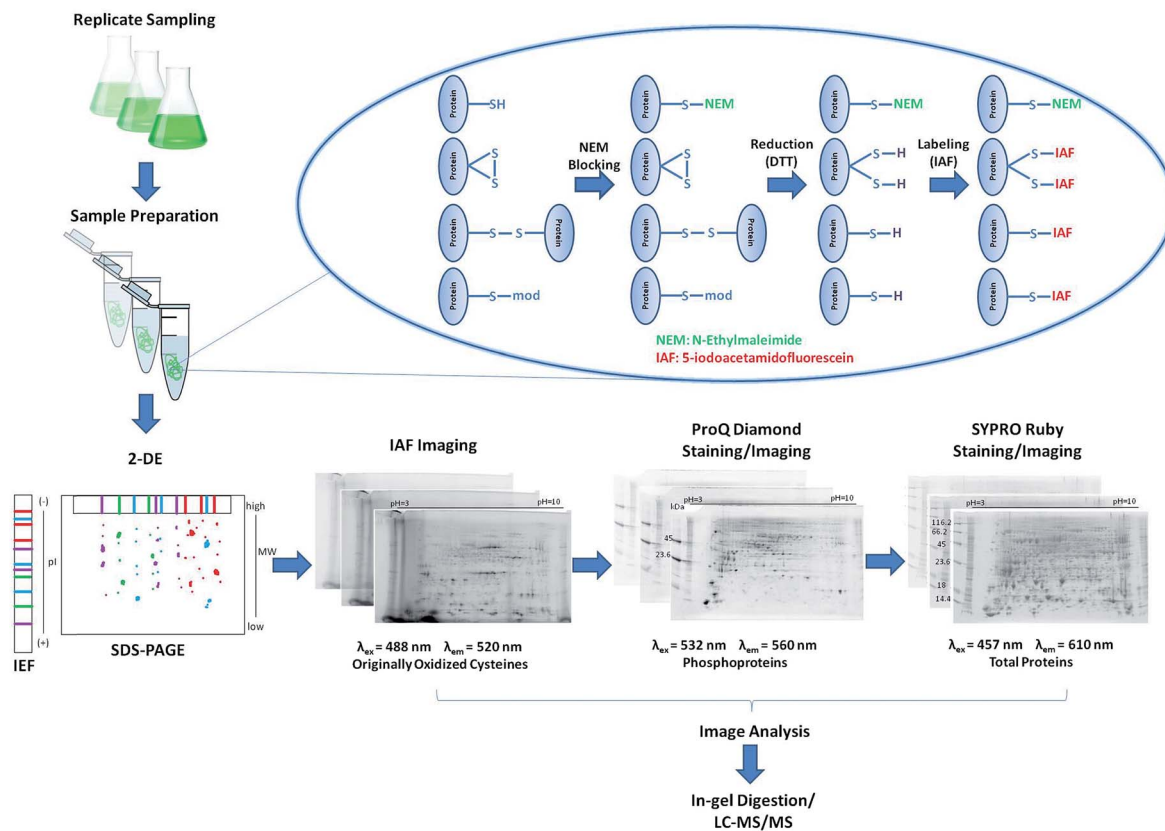 Replicate Sampling
Sample Preparation
Protein SH
Protein S S
Protein S S Protein
Protein S mod
NEM
Blocking
Protein S NEM
Protein S S
Protein S S Protein
Protein S mod
Reduction
(DTT)
Protein S NEM
Protein S H S H
Protein S H
Protein S H
Labeling
(IAF)
Protein S NEM
Protein S IAF S IAF
Protein S IAF
Protein S IAF
NEM: N-Ethylmaleimide
IAF: 5-iodoacetamidofluorescein
2-DE
(-)
pI
(+)
IEF
high
MW
low
SDS-PAGE
IAF Imaging
pH=3 pH=10
λex = 488 nm λem = 520 nm
Originally Oxidized Cysteines
ProQ Diamond
Staining/Imaging
pH=3 pH=10
kDa
45
23.6
λex = 532 nm λem = 560 nm
Phosphoproteins
SYPRO Ruby
Staining/Imaging
pH=3 pH=10
116.2
66.2
45
23.6
18
14.4
λex = 457 nm λem = 610 nm
Total Proteins
Image Analysis
In-gel Digestion/
LC-MS/MS